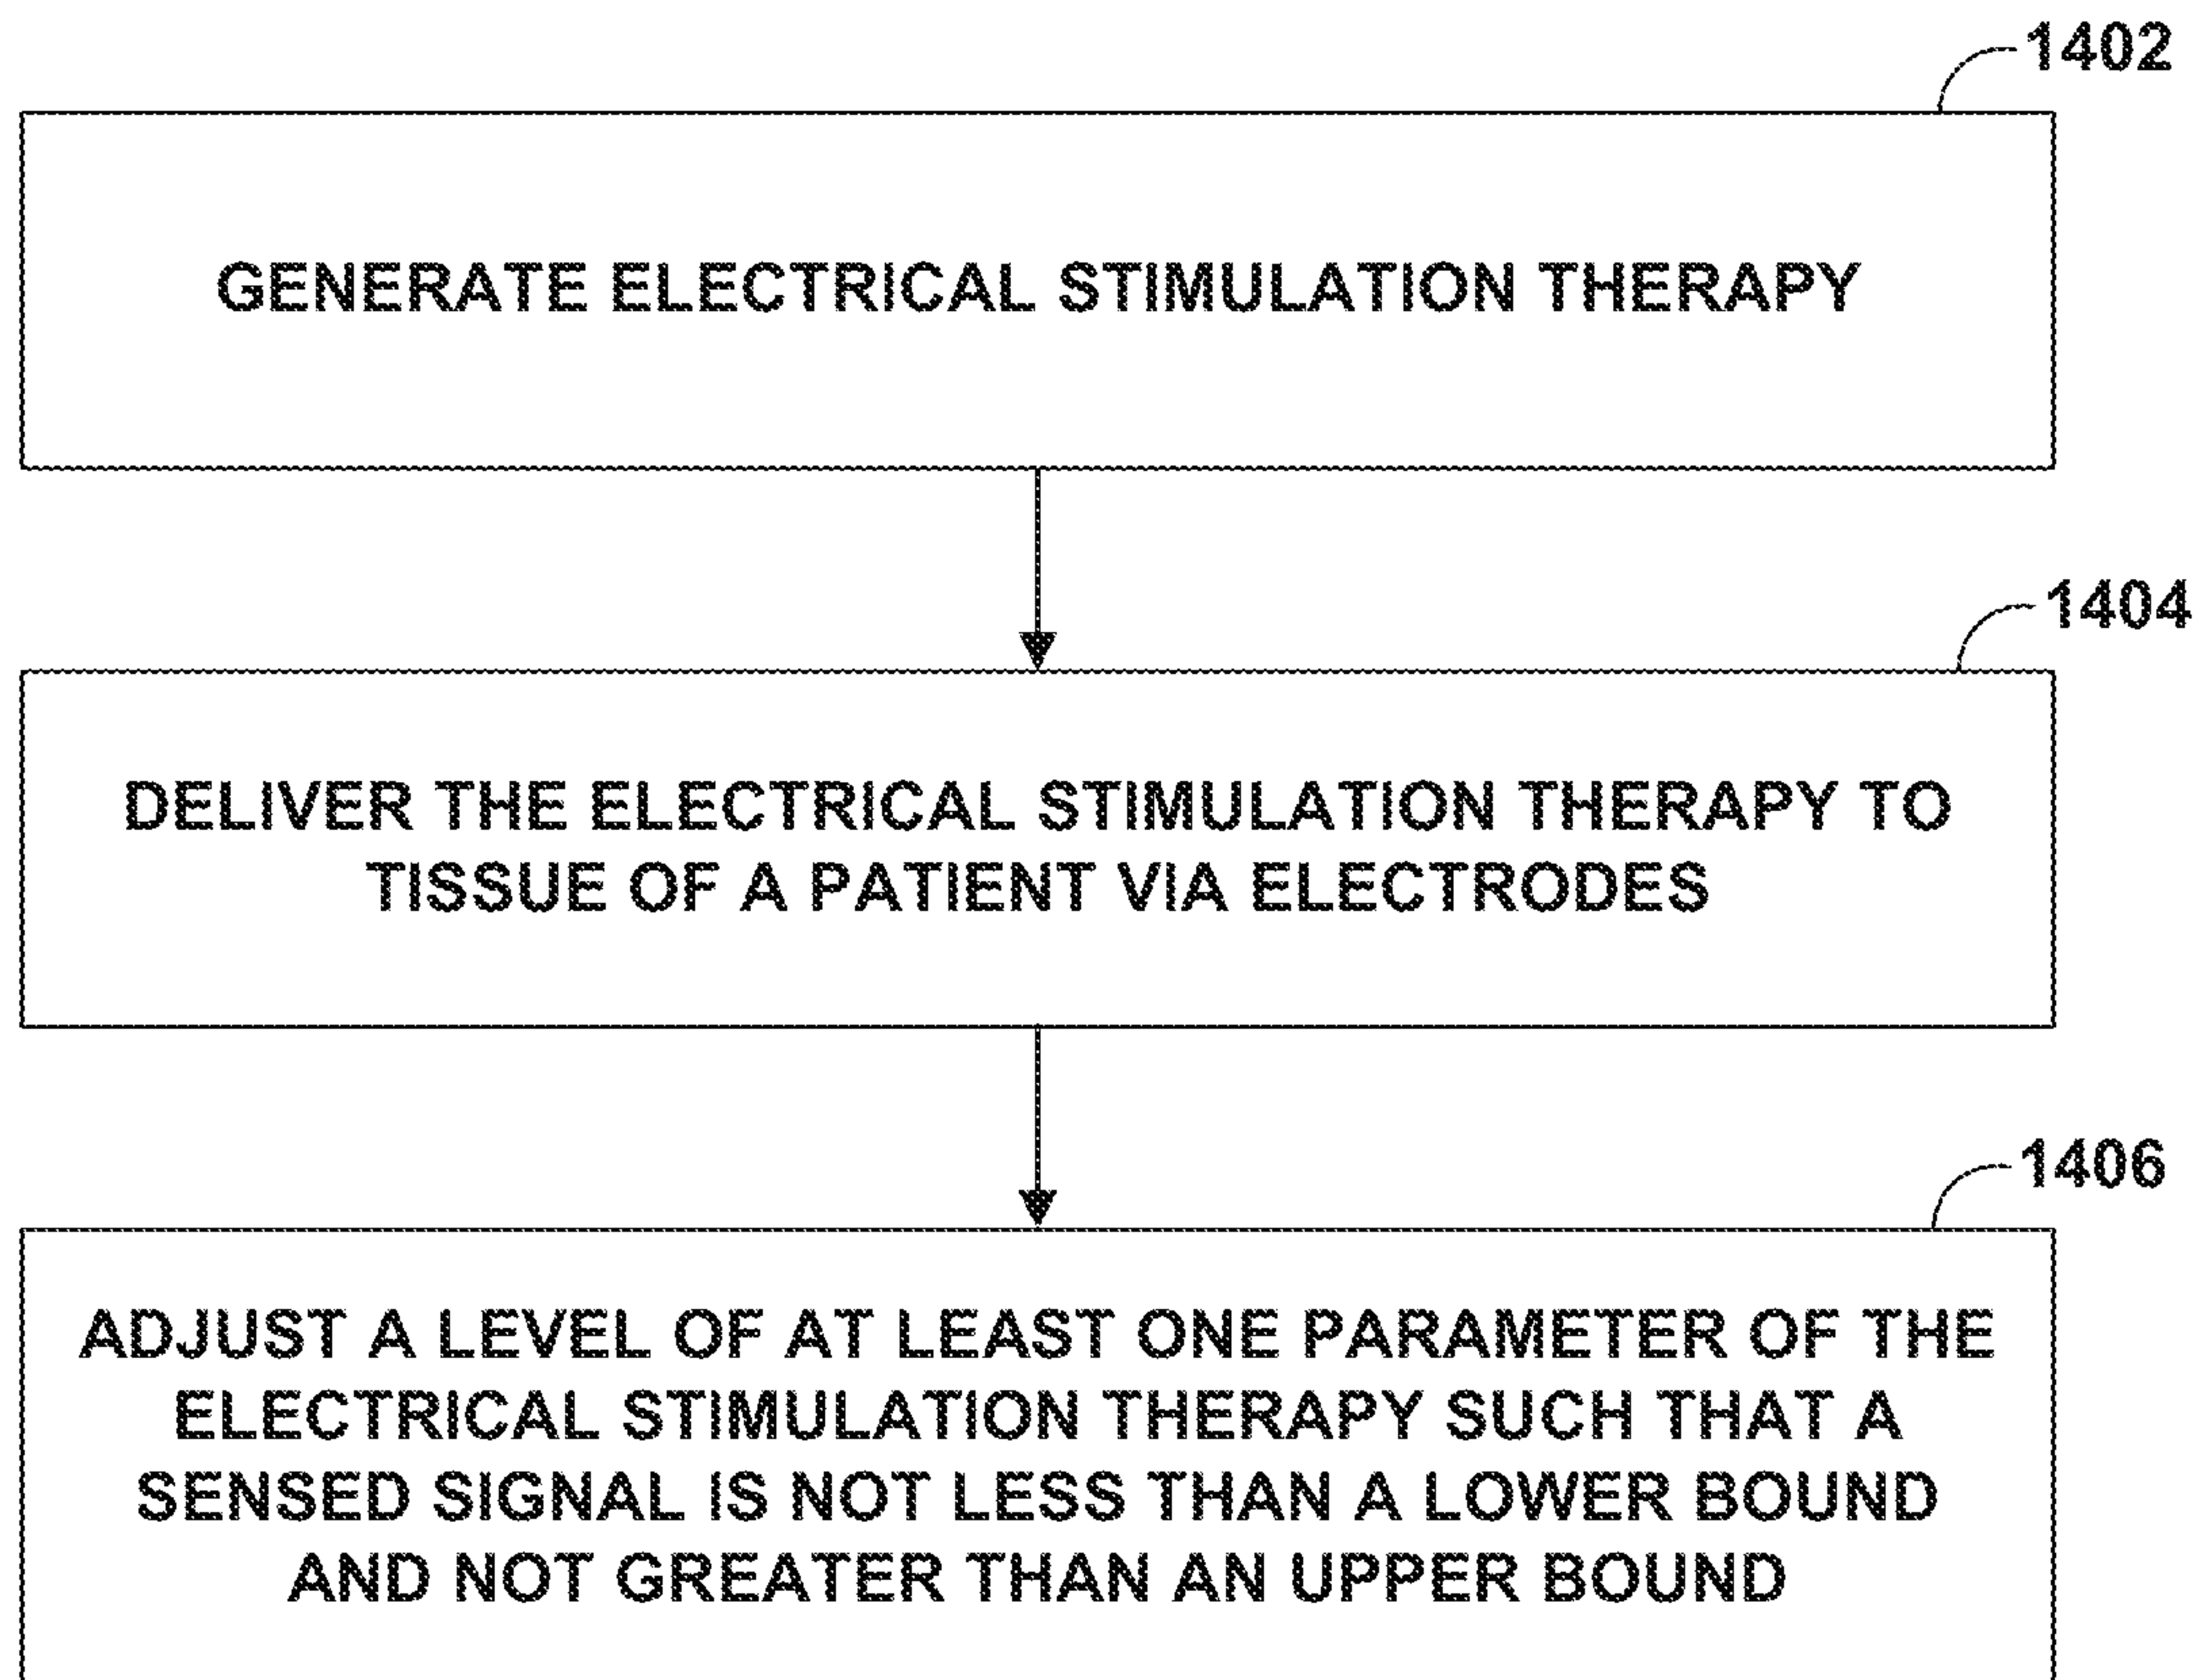 1402
GENERATE ELECTRICAL STIMULATION THERAPY
1404
DELIVER THE ELECTRICAL STIMULATION THERAPY TO
TISSUE OF A PATIENT VIA ELECTRODES
1406
ADJUST A LEVEL OF AT LEAST ONE PARAMETER OF THE
ELECTRICAL STIMULATION THERAPY SUCH THAT A
SENSED SIGNAL IS NOT LESS THAN A LOWER BOUND
AND NOT GREATER THAN AN UPPER BOUND